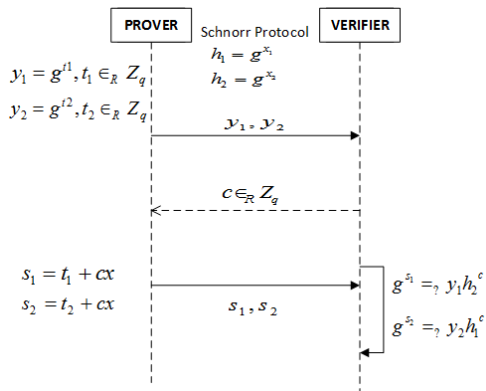 PROVER
VERIFIER
Schnorr Protocol
h₁ = g^{x₁}
h₂ = g^{x₂}
y₁ = g^{t1}, t₁ ∈_R Z_q
y₂ = g^{t2}, t₂ ∈_R Z_q
y₁, y₂
c ∈_R Z_q
s₁ = t₁ + cx
s₂ = t₂ + cx
s₁, s₂
g^{s₁} =_? y₁h₂^c
g^{s₂} =_? y₂h₁^c